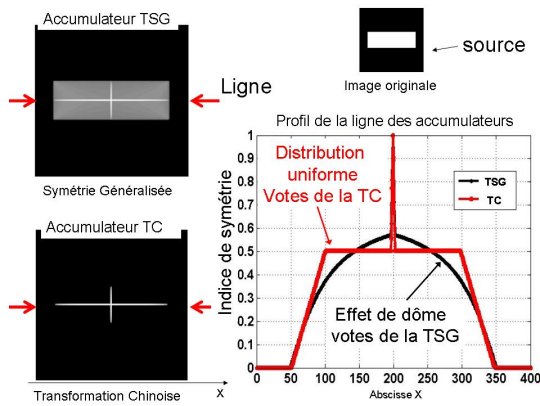 Accumulateur TSG
Ligne
Symétrie Généralisée
Accumulateur TC
Transformation Chinoise
X
source
Image originale
Profil de la ligne des accumulateurs
Indice de symétrie
1
0.9
0.8
0.7
0.6
0.5
0.4
0.3
0.2
0.1
0
Distribution
uniforme
Votes de la TC
TSG
TC
Effet de dôme
votes de la TSG
0 50 100 150 200 250 300 350 400
Abscisse X